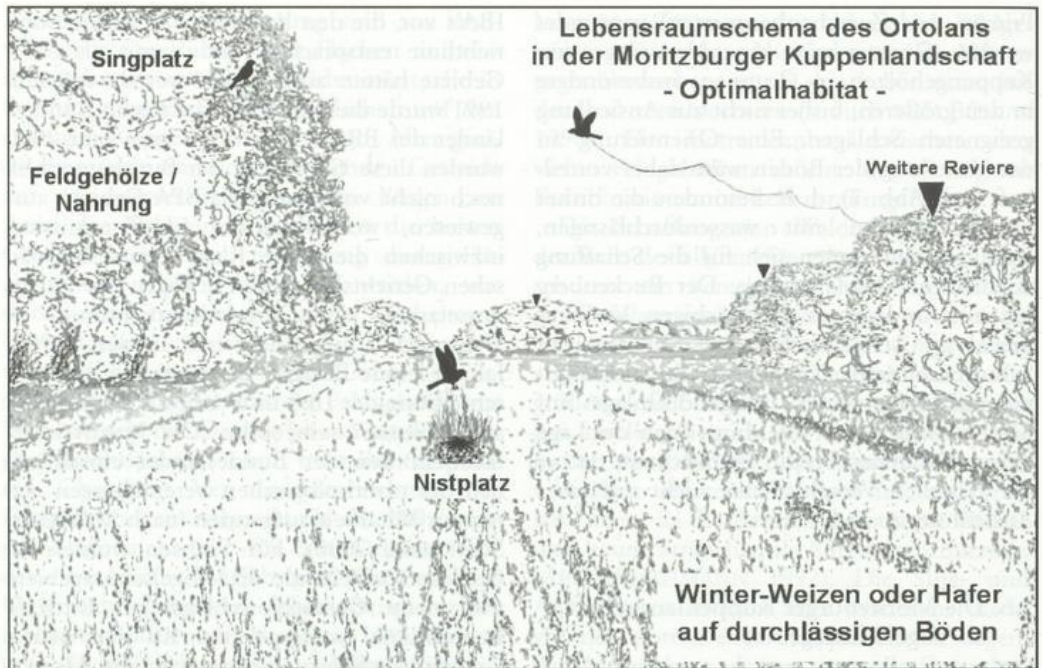 Lebensraumschema des Ortolans
in der Moritzburger Kuppenlandschaft
- Optimalhabitat -
Singplatz
Weitere Reviere
Feldgehölze /
Nahrung
Nistplatz
Winter-Weizen oder Hafer
auf durchlässigen Böden